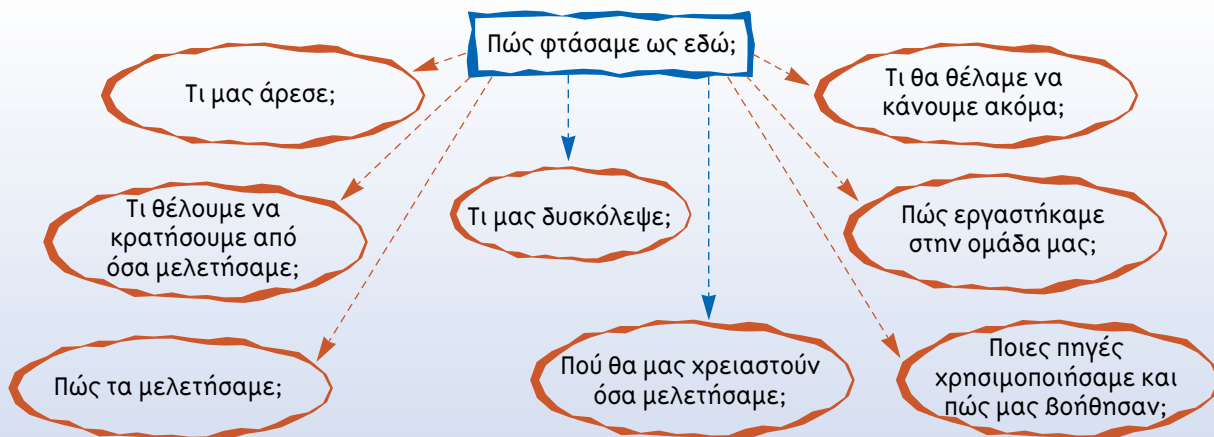 Πώς φτάσαμε ως εδώ;
Τι μας άρεσε;
Τι θα θέλαμε να
κάνουμε ακόμα;
Τι θέλουμε να
κρατήσουμε από
όσα μελετήσαμε;
Τι μας δυσκόλεψε;
Πώς εργαστήκαμε
στην ομάδα μας;
Πώς τα μελετήσαμε;
Πού θα μας χρειαστούν
όσα μελετήσαμε;
Ποιες πηγές
χρησιμοποιήσαμε και
πώς μας βοήθησαν;